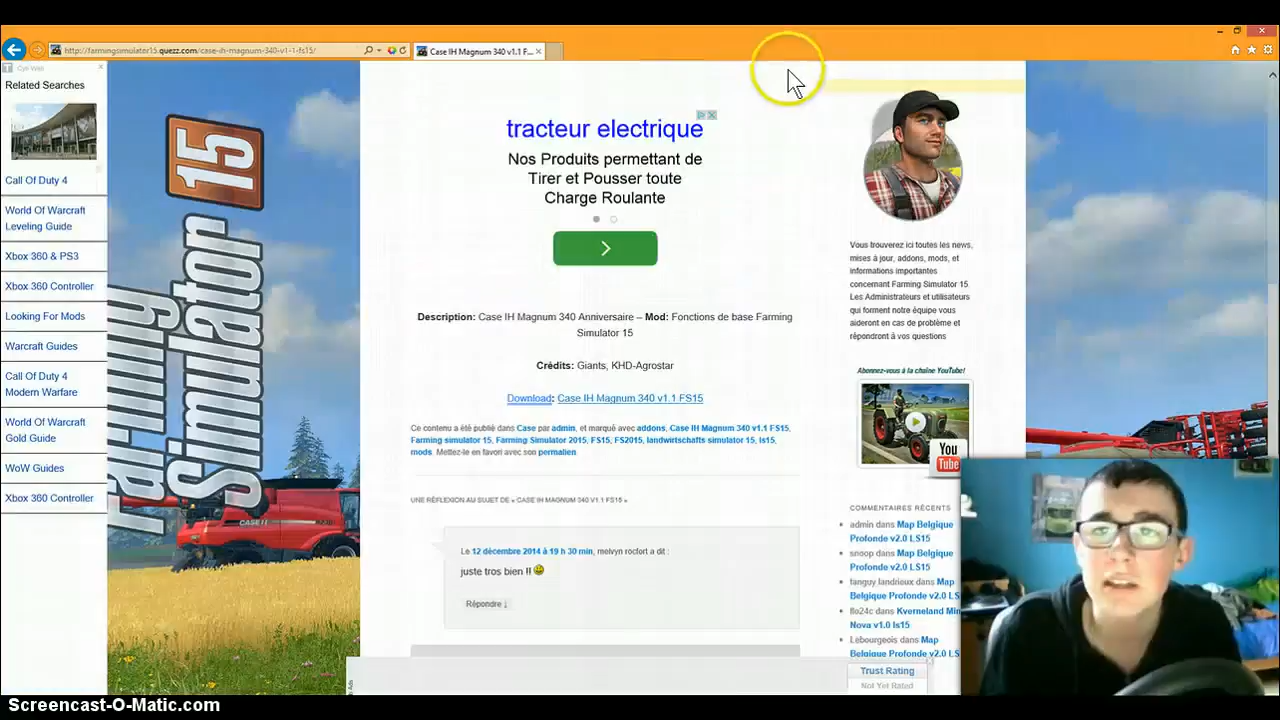 http://farmingsimulator15.quezz.com/case-ih-magnum-340-v1-1-fs15/
Case IH Magnum 340 v1.1 F...
Related Searches
Call Of Duty 4
World Of Warcraft
Leveling Guide
Xbox 360 & PS3
Xbox 360 Controller
Looking For Mods
Warcraft Guides
Call Of Duty 4
Modern Warfare
World Of Warcraft
Gold Guide
WoW Guides
Xbox 360 Controller
Farming
Simulator 15
CASE IH
tracteur electrique
Nos Produits permettant de
Tirer et Pousser toute
Charge Roulante
Description: Case IH Magnum 340 Anniversaire – Mod: Fonctions de base Farming
Simulator 15
Crédits: Giants, KHD-Agrostar
Download: Case IH Magnum 340 v1.1 FS15
Ce contenu a été publié dans Case par admin, et marqué avec addons, Case IH Magnum 340 v1.1 FS15,
Farming simulator 15, Farming Simulator 2015, FS15, FS2015, landwirtschafts simulator 15, ls15,
mods. Mettez-le en favori avec son permalien.
UNE RÉFLEXION AU SUJET DE « CASE IH MAGNUM 340 V1.1 FS15 »
Le 12 décembre 2014 à 19 h 30 min, melvyn rocfort a dit :
juste tros bien !!
Répondre ↓
Vous trouverez ici toutes les news,
mises à jour, addons, mods, et
informations importantes
concernant Farming Simulator 15.
Les Administrateurs et utilisateurs
qui forment notre équipe vous
aideront en cas de problème et
répondront à vos questions
Abonnez-vous à la chaîne YouTube!
You
Tube
COMMENTAIRES RÉCENTS
admin dans Map Belgique
Profonde v2.0 LS15
snoop dans Map Belgique
Profonde v2.0 LS15
tanguy landrieux dans Map
Belgique Profonde v2.0 LS
flo24c dans Kverneland Min
Nova v1.0 ls15
Lebourgeois dans Map
Belgique Profonde v2.0 LS
Trust Rating
Not Yet Rated
Ads
Screencast-O-Matic.com